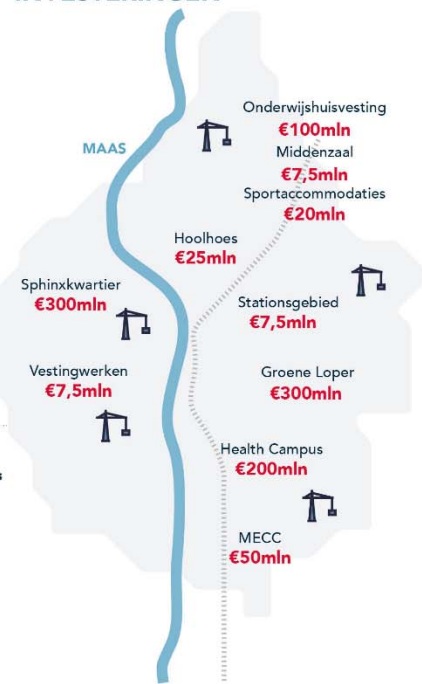 MAAS
Onderwijshuisvesting
€100mln
Middenzaal
€7,5mln
Sportaccommodaties
€20mln
Hoolhoes
€25mln
Sphinxkwartier
€300mln
Stationsgebied
€7,5mln
Vestingwerken
€7,5mln
Groene Loper
€300mln
Health Campus
€200mln
MECC
€50mln